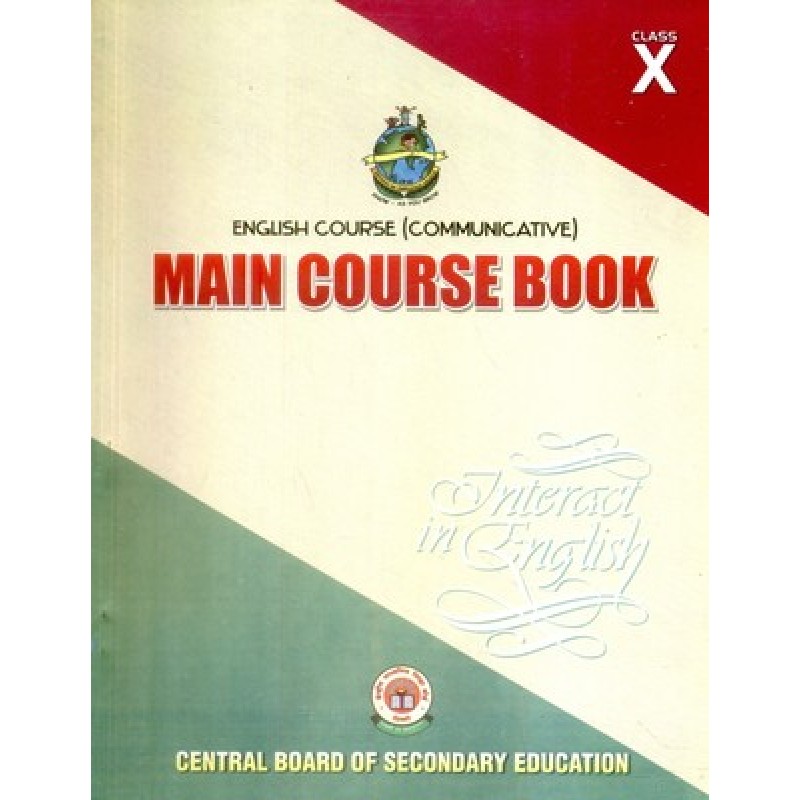 CLASS
X
ENGLISH COURSE (COMMUNICATIVE)
MAIN COURSE BOOK
Interact
in English
CENTRAL BOARD OF SECONDARY EDUCATION